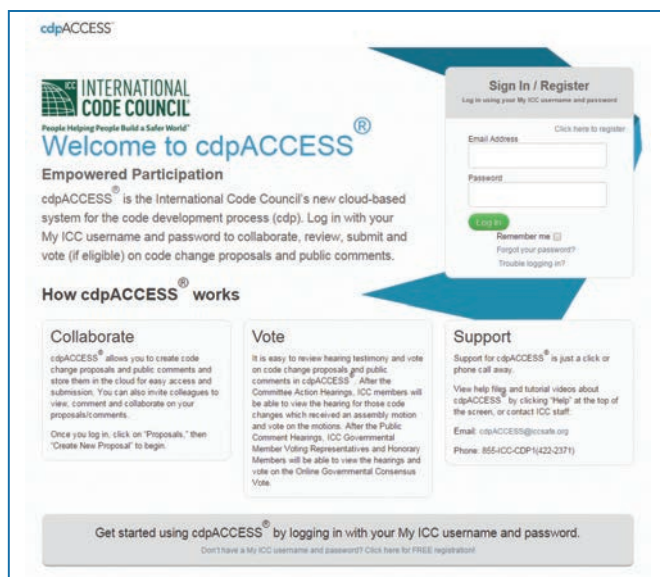 cdpACCESS™
ICC
INTERNATIONAL
CODE COUNCIL®
People Helping People Build a Safer World™
Welcome to cdpACCESS®
Empowered Participation
cdpACCESS® is the International Code Council's new cloud-based
system for the code development process (cdp). Log in with your
My ICC username and password to collaborate, review, submit and
vote (if eligible) on code change proposals and public comments.
Sign In / Register
Log in using your My ICC username and password
Click here to register
Email Address
Password
Log In
Remember me
Forgot your password?
Trouble logging in?
How cdpACCESS® works
Collaborate
cdpACCESS® allows you to create code
change proposals and public comments and
store them in the cloud for easy access and
submission. You can also invite colleagues to
view, comment and collaborate on your
proposals/comments.
Once you log in, click on "Proposals," then
"Create New Proposal" to begin.
Vote
It is easy to review hearing testimony and vote
on code change proposals and public
comments in cdpACCESS®. After the
Committee Action Hearings, ICC members will
be able to view the hearing for those code
changes which received an assembly motion
and vote on the motions. After the Public
Comment Hearings, ICC Governmental
Member Voting Representatives and Honorary
Members will be able to view the hearings and
vote on the Online Governmental Consensus
Vote.
Support
Support for cdpACCESS® is just a click or
phone call away.
View help files and tutorial videos about
cdpACCESS® by clicking "Help" at the top of
the screen, or contact ICC staff:
Email: cdpACCESS@iccsafe.org
Phone: 855-ICC-CDP1(422-2371)
Get started using cdpACCESS® by logging in with your My ICC username and password.
Don't have a My ICC username and password? Click here for FREE registration!